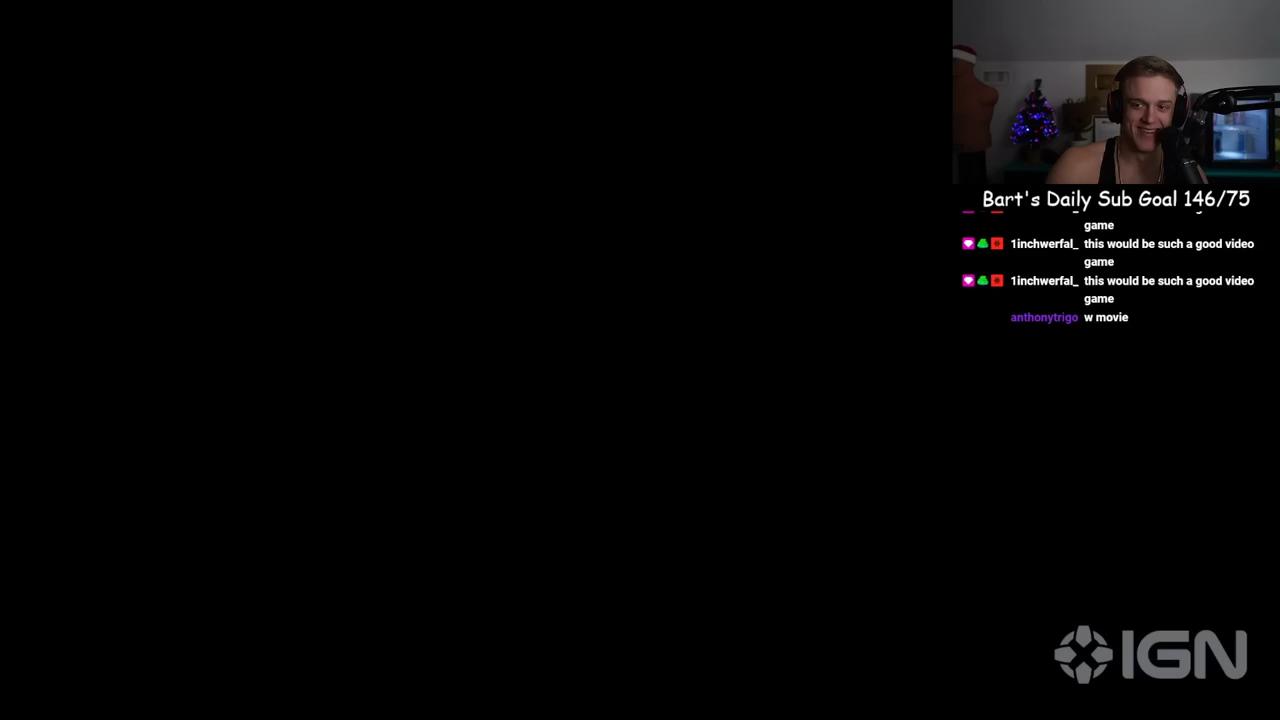 Bart's Daily Sub Goal 146/75
game
1inchwerfal_ this would be such a good video
game
1inchwerfal_ this would be such a good video
game
anthonytrigo w movie
IGN